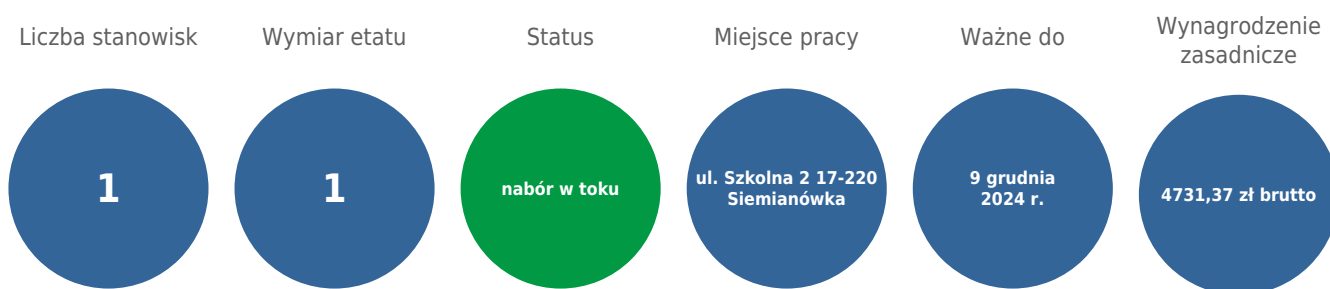 Liczba stanowisk
1
Wymiar etatu
1
Status
nabór w toku
Miejsce pracy
ul. Szkolna 2 17-220
Siemianówka
Ważne do
9 grudnia
2024 r.
Wynagrodzenie
zasadnicze
4731,37 zł brutto